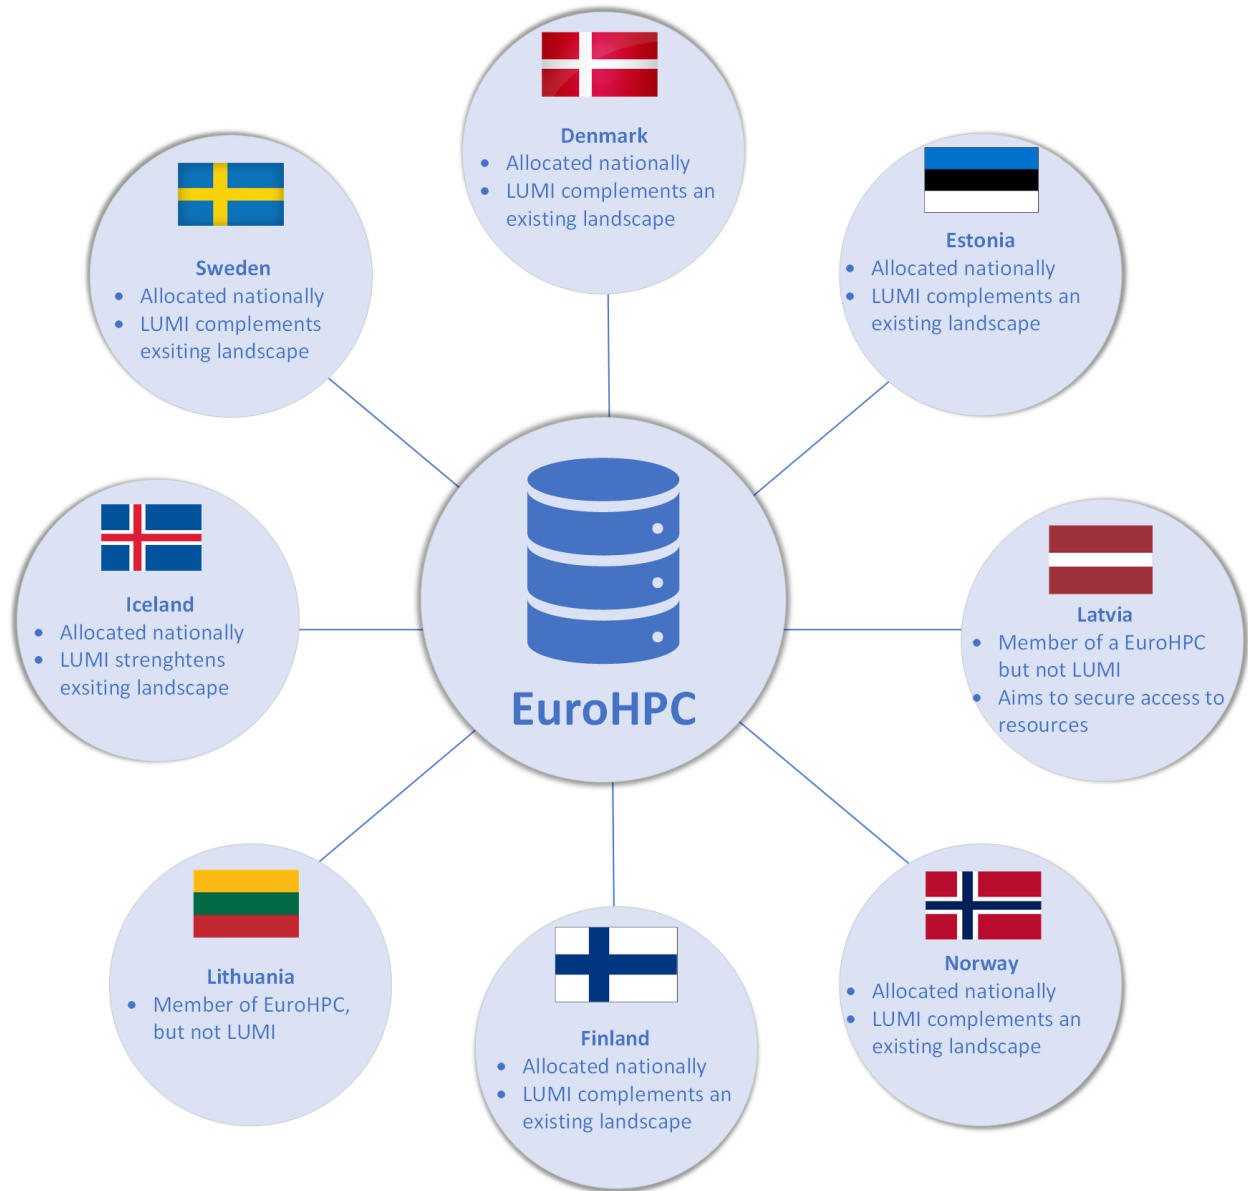 Denmark
• Allocated nationally
• LUMI complements an
existing landscape
Sweden
• Allocated nationally
• LUMI complements
exsiting landscape
Estonia
• Allocated nationally
• LUMI complements an
existing landscape
Iceland
• Allocated nationally
• LUMI strenghtens
exsiting landscape
EuroHPC
Latvia
• Member of a EuroHPC
but not LUMI
• Aims to secure access to
resources
Lithuania
• Member of EuroHPC,
but not LUMI
Finland
• Allocated nationally
• LUMI complements an
existing landscape
Norway
• Allocated nationally
• LUMI complements an
existing landscape